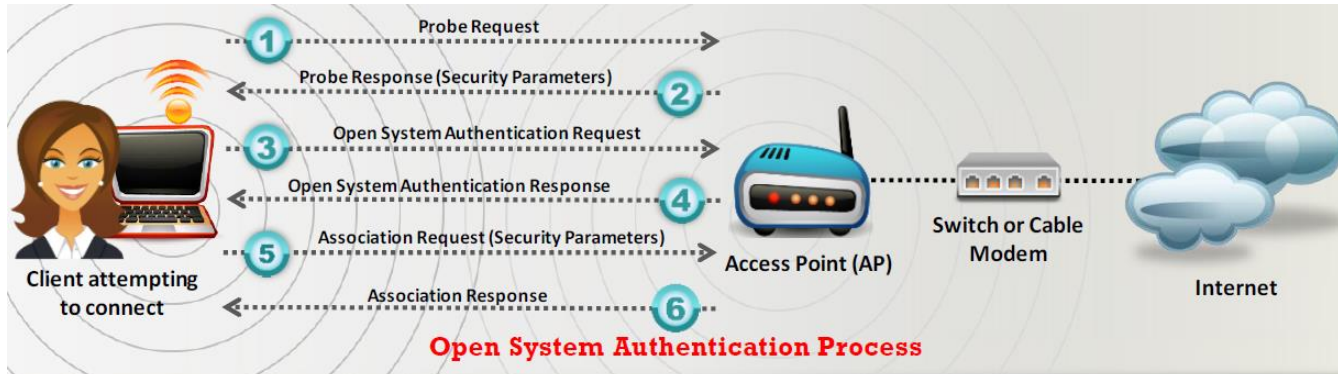 1
Probe Request
Probe Response (Security Parameters)
2
3
Open System Authentication Request
Open System Authentication Response
4
5
Association Request (Security Parameters)
Association Response
6
Client attempting
to connect
Access Point (AP)
Switch or Cable
Modem
Internet
Open System Authentication Process